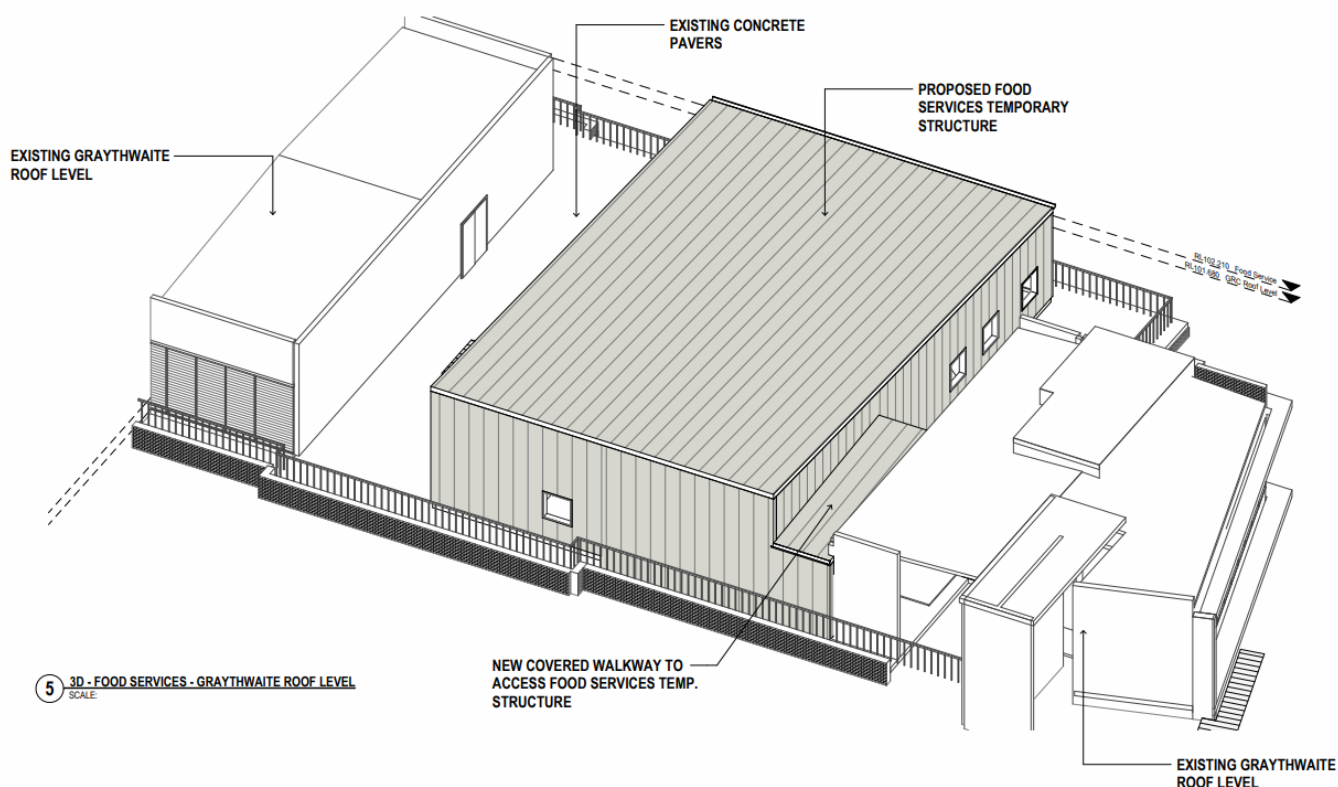 EXISTING CONCRETE
PAVERS
PROPOSED FOOD
SERVICES TEMPORARY
STRUCTURE
EXISTING GRAYTHWAITE
ROOF LEVEL
RL102.210 Food Service
RL101.680 GRC Roof Level
NEW COVERED WALKWAY TO
ACCESS FOOD SERVICES TEMP.
STRUCTURE
5
3D - FOOD SERVICES - GRAYTHWAITE ROOF LEVEL
SCALE:
EXISTING GRAYTHWAITE
ROOF LEVEL